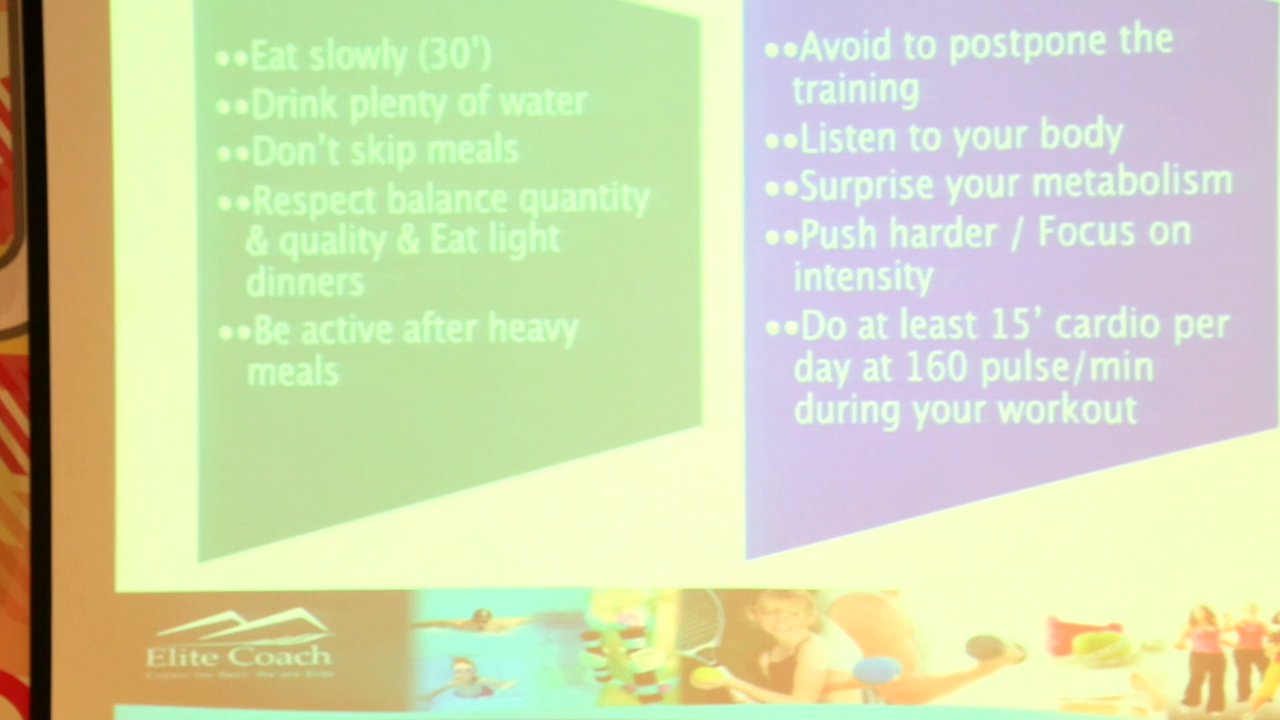 ••Eat slowly (30’)
••Drink plenty of water
••Don’t skip meals
••Respect balance quantity
& quality & Eat light
dinners
••Be active after heavy
meals
••Avoid to postpone the
training
••Listen to your body
••Surprise your metabolism
••Push harder / Focus on
intensity
••Do at least 15’ cardio per
day at 160 pulse/min
during your workout
Elite Coach